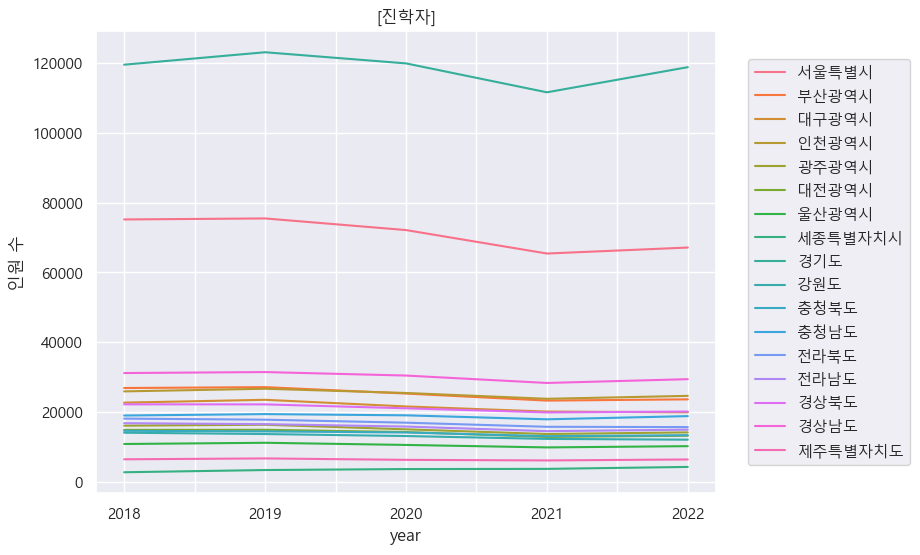 [진학자]
120000
100000
80000
60000
40000
20000
0
인원 수
2018
2019
2020
2021
2022
year
서울특별시
부산광역시
대구광역시
인천광역시
광주광역시
대전광역시
울산광역시
세종특별자치시
경기도
강원도
충청북도
충청남도
전라북도
전라남도
경상북도
경상남도
제주특별자치도